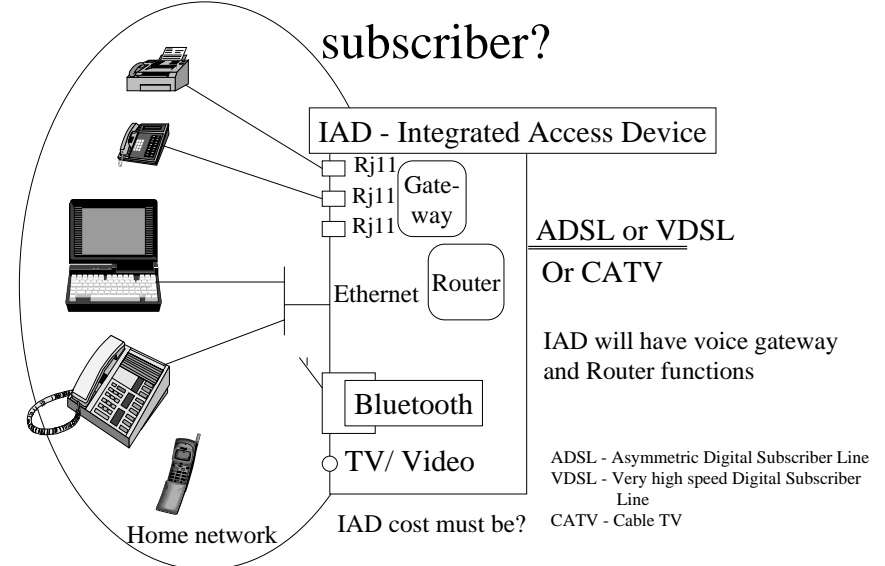 subscriber?
IAD - Integrated Access Device
Rj11
Rj11
Rj11
Gate-
way
Ethernet
Router
Bluetooth
TV/ Video
Home network
IAD cost must be?
ADSL or VDSL
Or CATV
IAD will have voice gateway
and Router functions
ADSL - Asymmetric Digital Subscriber Line
VDSL - Very high speed Digital Subscriber
Line
CATV - Cable TV